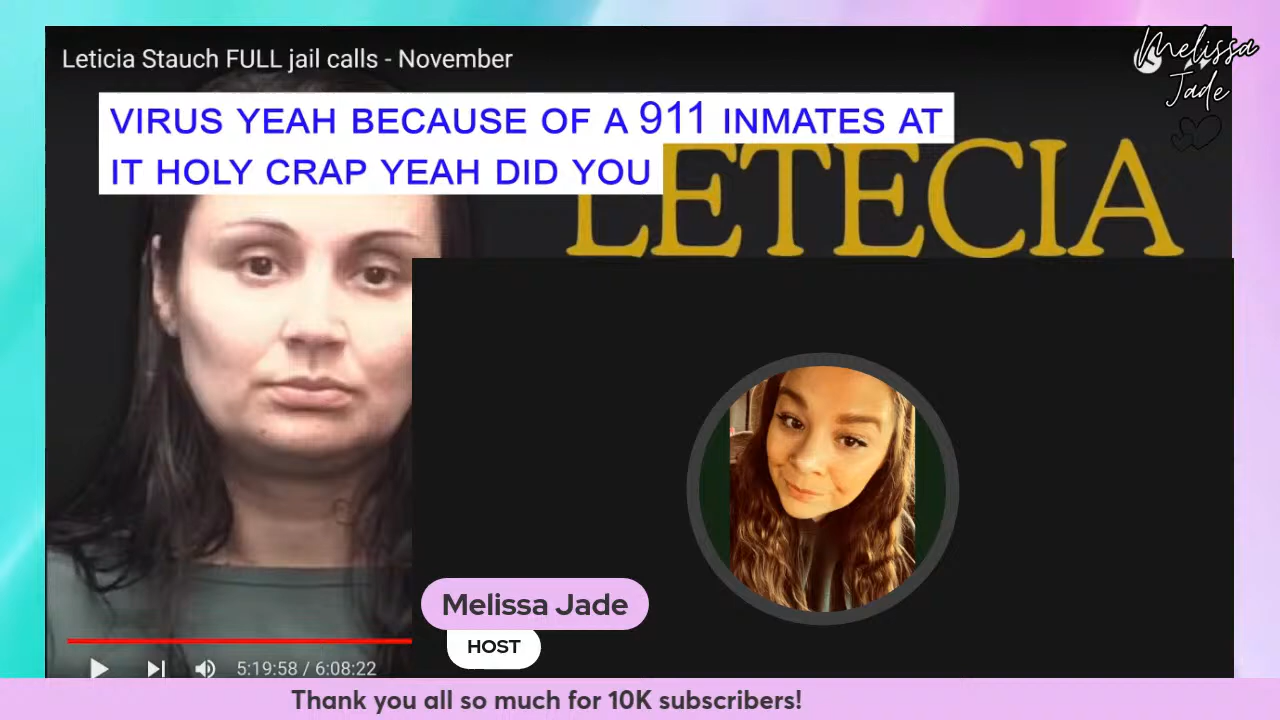 Leticia Stauch FULL jail calls - November
Melissa
Jade
VIRUS YEAH BECAUSE OF A 911 INMATES AT
IT HOLY CRAP YEAH DID YOU
LETECIA
Melissa Jade
HOST
5:19:58 / 6:08:22
Thank you all so much for 10K subscribers!